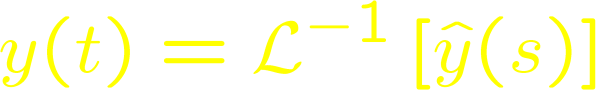 y(t) = ℒ⁻¹ [ŷ(s)]